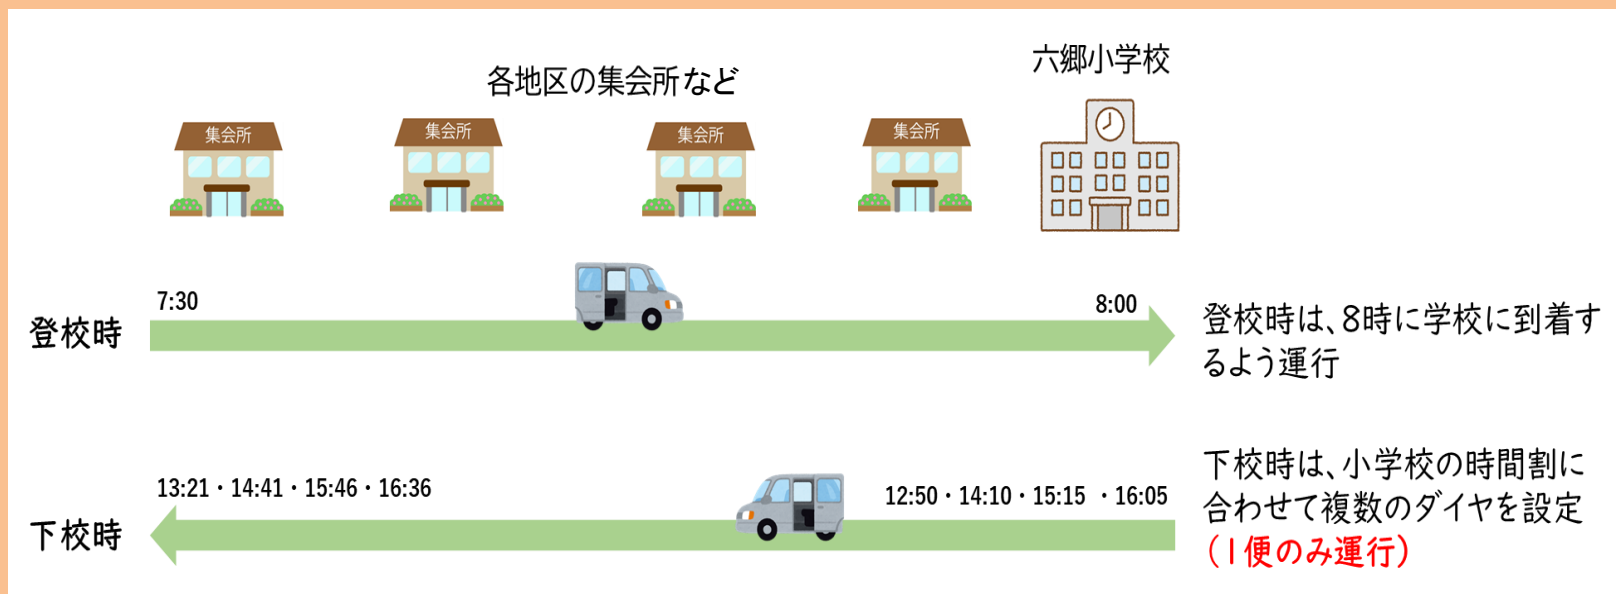 六郷小学校
各地区の集会所など
集会所
集会所
集会所
集会所
7:30
8:00
登校時
登校時は、8時に学校に到着す
るよう運行
13:21・14:41・15:46・16:36
12:50・14:10・15:15 ・16:05
下校時
下校時は、小学校の時間割に
合わせて複数のダイヤを設定
(1便のみ運行)